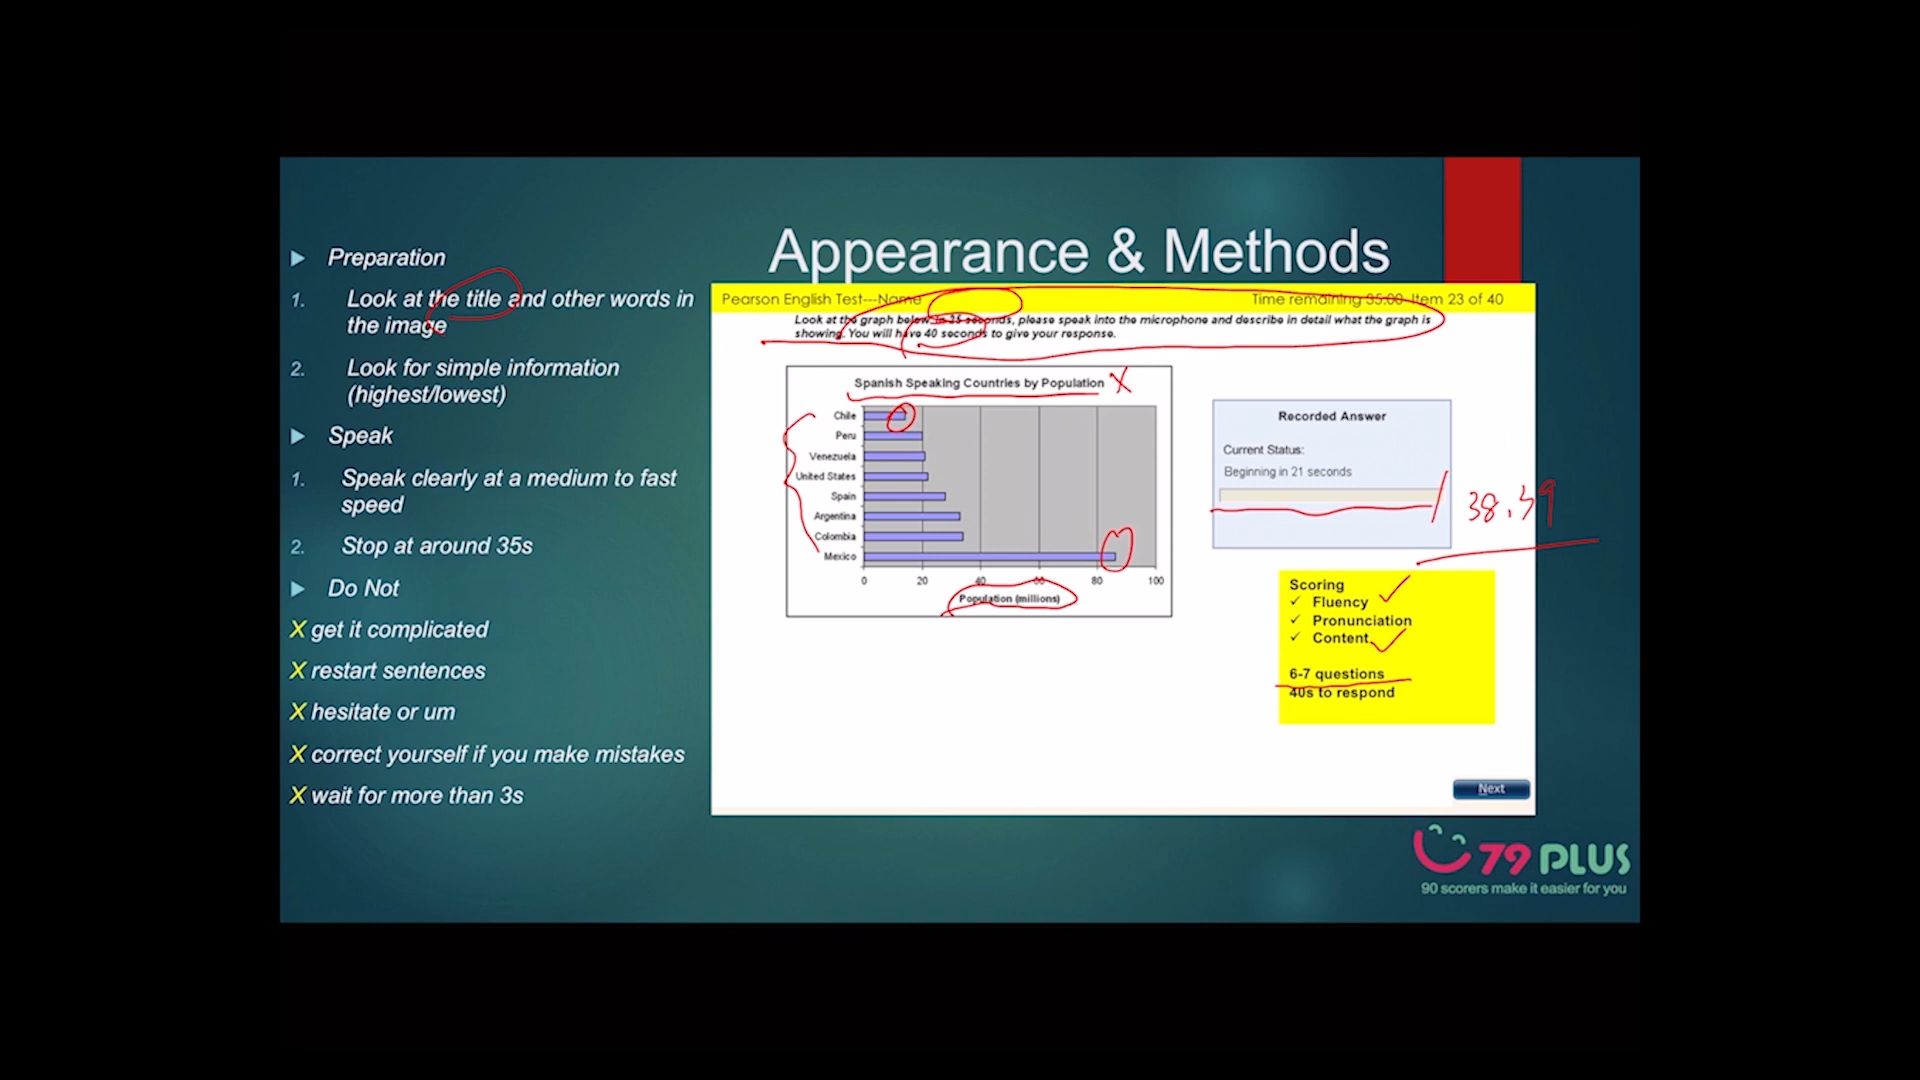 Appearance & Methods
Preparation
1. Look at the title and other words in
the image
2. Look for simple information
(highest/lowest)
Speak
1. Speak clearly at a medium to fast
speed
2. Stop at around 35s
Do Not
X get it complicated
X restart sentences
X hesitate or um
X correct yourself if you make mistakes
X wait for more than 3s
Pearson English Test---Name
Time remaining 35:00 Item 23 of 40
Look at the graph below. In 25 seconds, please speak into the microphone and describe in detail what the graph is
showing. You will have 40 seconds to give your response.
Spanish Speaking Countries by Population X
Chile
Peru
Venezuela
United States
Spain
Argentina
Colombia
Mexico
0 20 40 60 80 100
Population (millions)
Recorded Answer
Current Status:
Beginning in 21 seconds
38.39
Scoring
✓ Fluency
✓ Pronunciation
✓ Content
6-7 questions
40s to respond
Next
79 PLUS
90 scorers make it easier for you